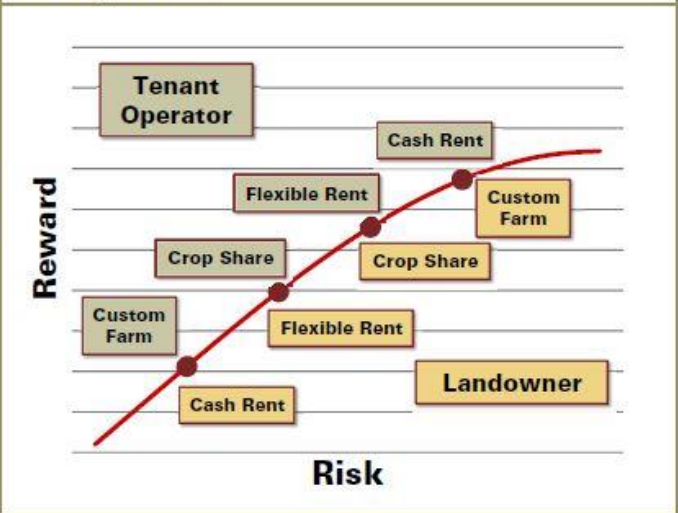 Tenant
Operator
Cash Rent
Flexible Rent
Custom
Farm
Crop Share
Crop Share
Custom
Farm
Flexible Rent
Landowner
Cash Rent
Reward
Risk